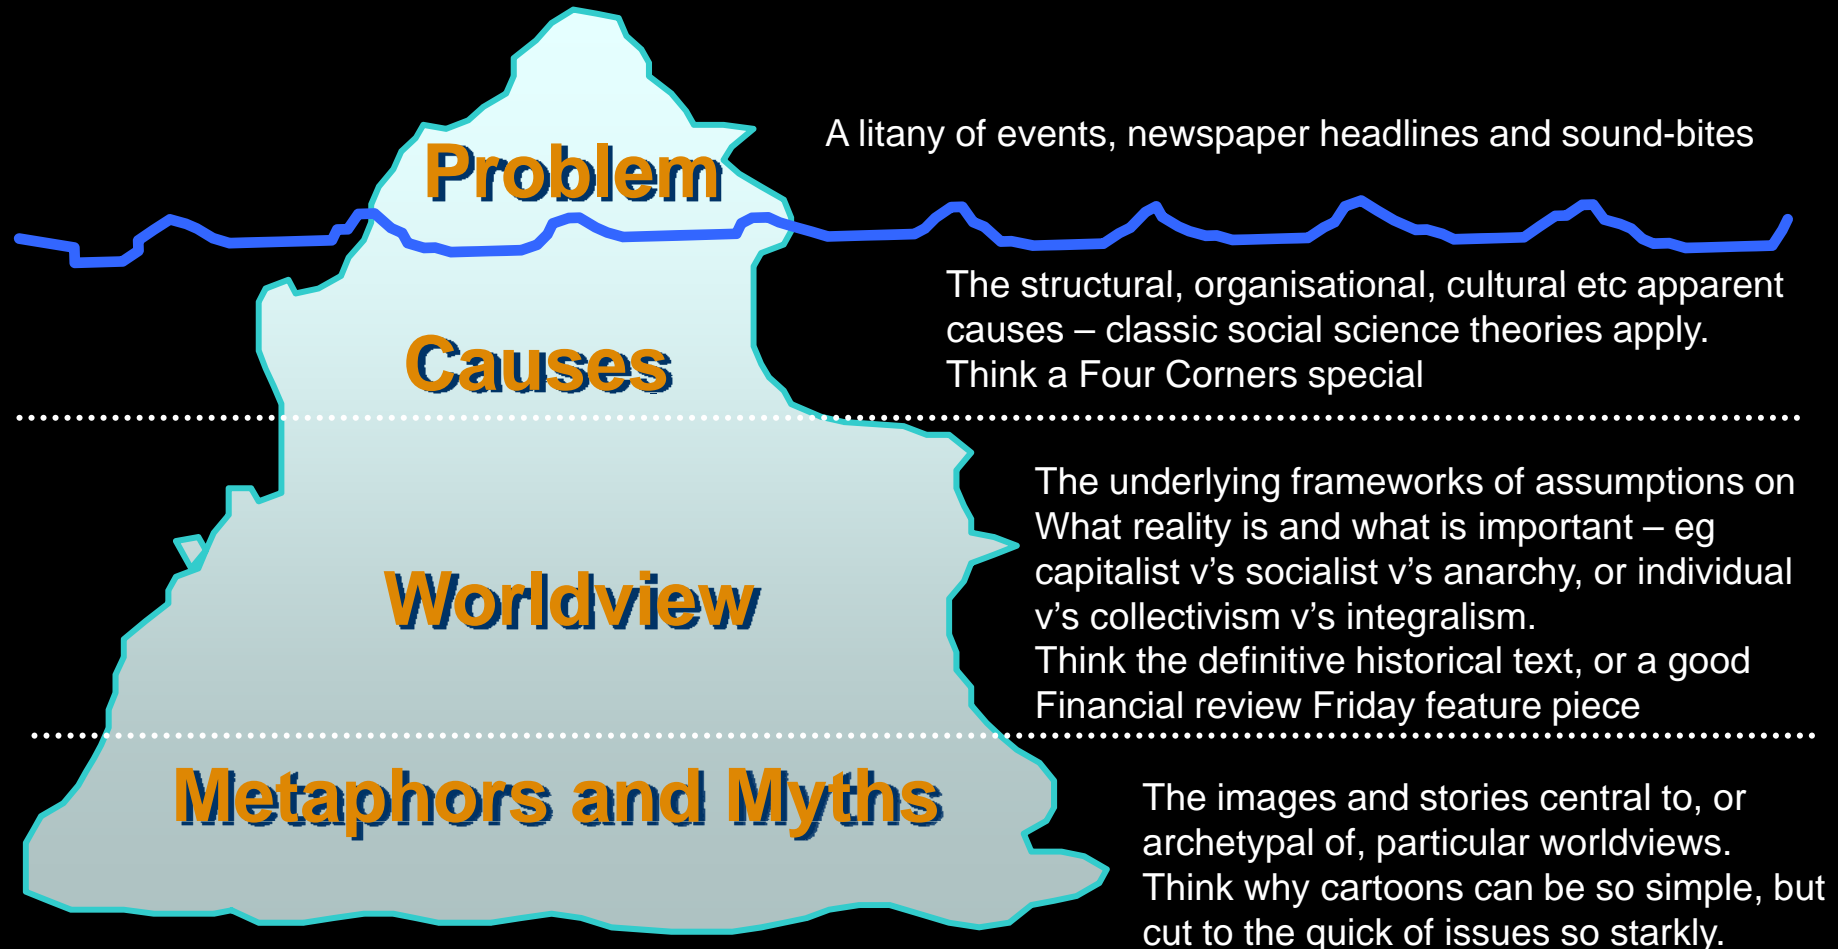 Problem
A litany of events, newspaper headlines and sound-bites
Causes
The structural, organisational, cultural etc apparent
causes – classic social science theories apply.
Think a Four Corners special
Worldview
The underlying frameworks of assumptions on
What reality is and what is important – eg
capitalist v's socialist v's anarchy, or individual
v's collectivism v's integralism.
Think the definitive historical text, or a good
Financial review Friday feature piece
Metaphors and Myths
The images and stories central to, or
archetypal of, particular worldviews.
Think why cartoons can be so simple, but
cut to the quick of issues so starkly.